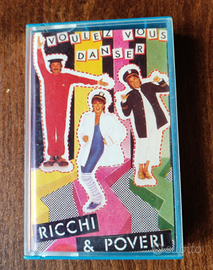 VOULEZ VOUS
DANSER
RICCHI
& POVERI